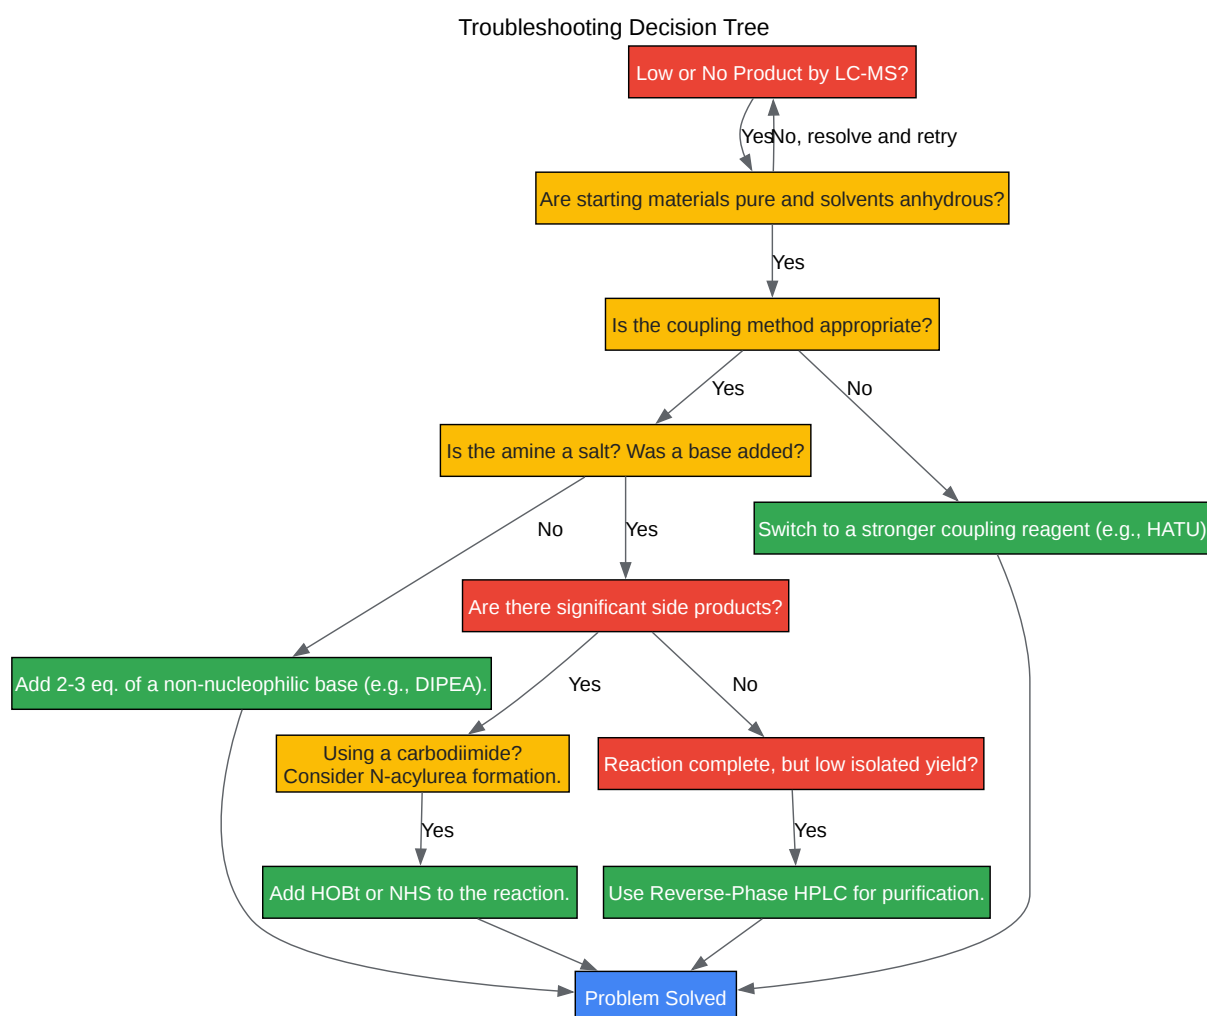 Troubleshooting Decision Tree
Low or No Product by LC-MS?
Yes
No, resolve and retry
Are starting materials pure and solvents anhydrous?
Yes
Is the coupling method appropriate?
Yes
No
Is the amine a salt? Was a base added?
Switch to a stronger coupling reagent (e.g., HATU)
No
Yes
Are there significant side products?
Add 2-3 eq. of a non-nucleophilic base (e.g., DIPEA).
Yes
No
Using a carbodiimide?
Consider N-acylurea formation.
Reaction complete, but low isolated yield?
Yes
Yes
Add HOBt or NHS to the reaction.
Use Reverse-Phase HPLC for purification.
Problem Solved